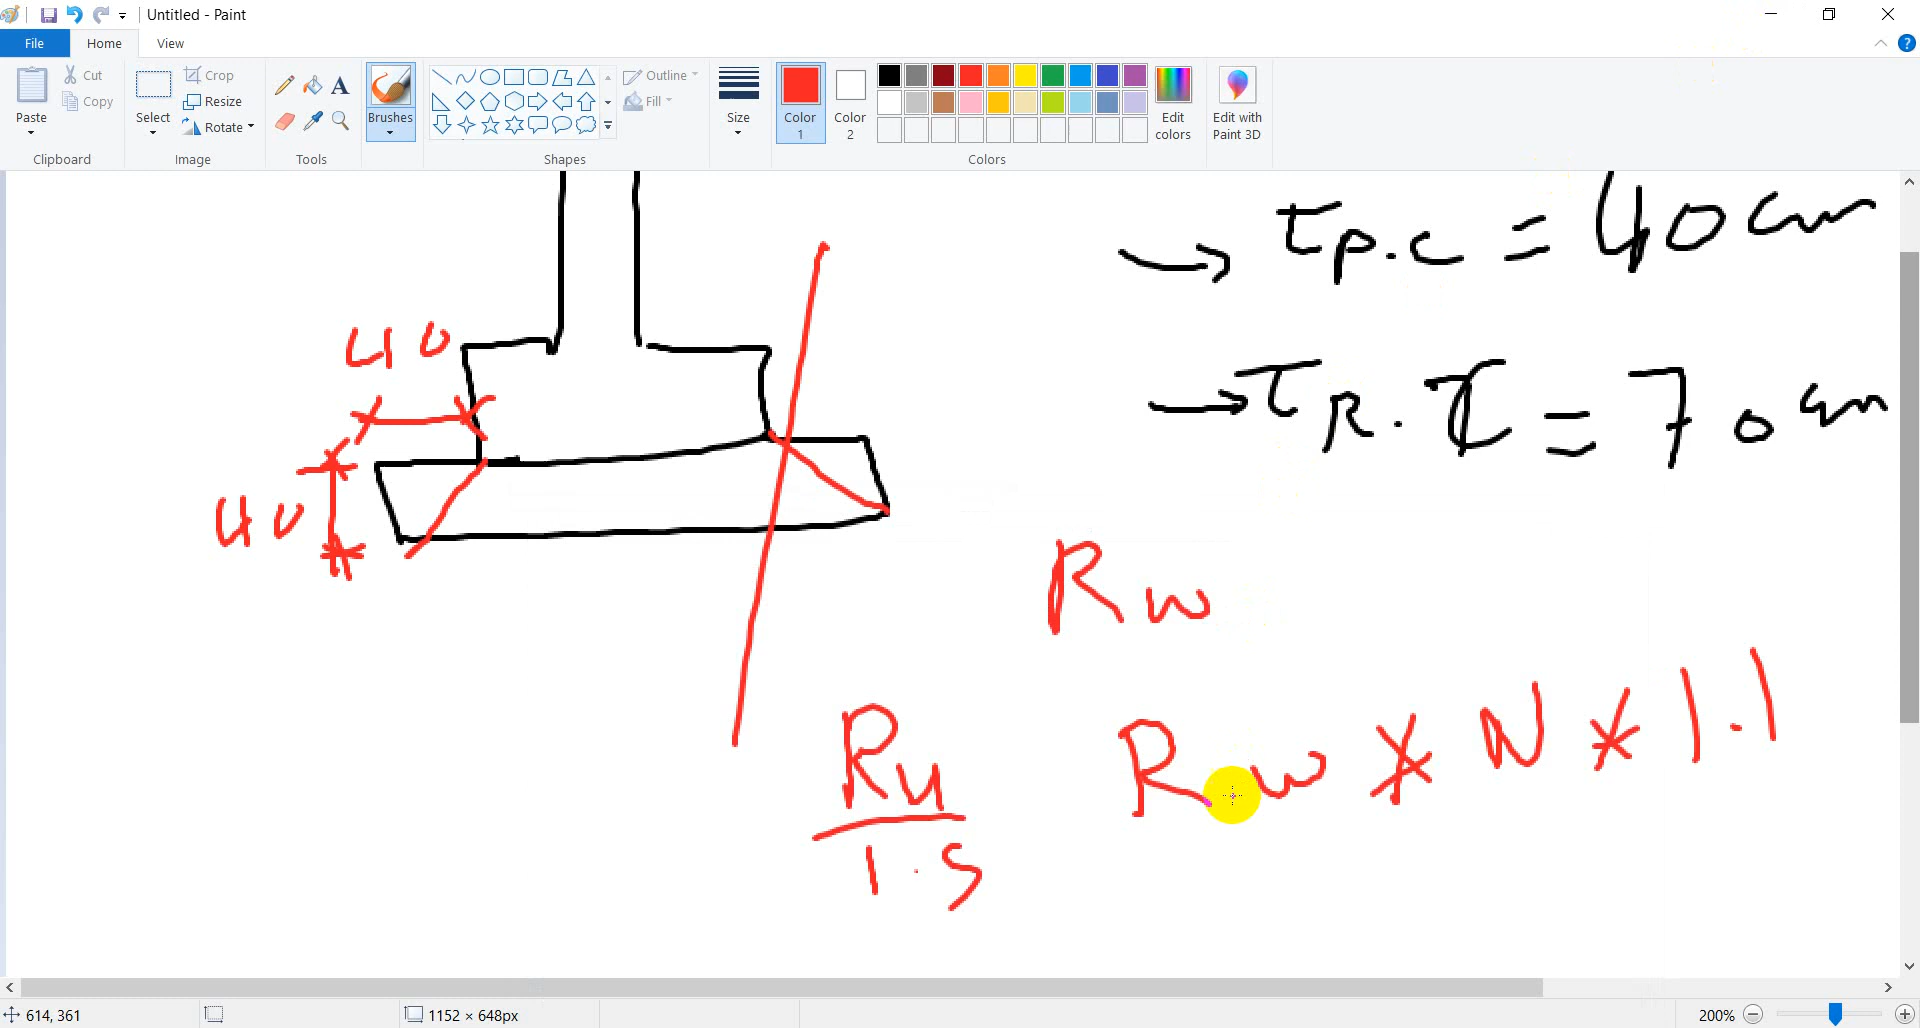 Untitled - Paint
File Home View
Paste
Cut
Copy
Clipboard
Select
Crop
Resize
Rotate
Image
A
Tools
Brushes
Outline
Fill
Shapes
Size
Color 1
Color 2
Edit colors
Colors
Edit with Paint 3D
?
→ tP.C = 40 cm
40
→ tR.C = 70 cm
40
Rw
Ru
1.5
Rw * N * 1.1
614, 361
1152 × 648px
200%